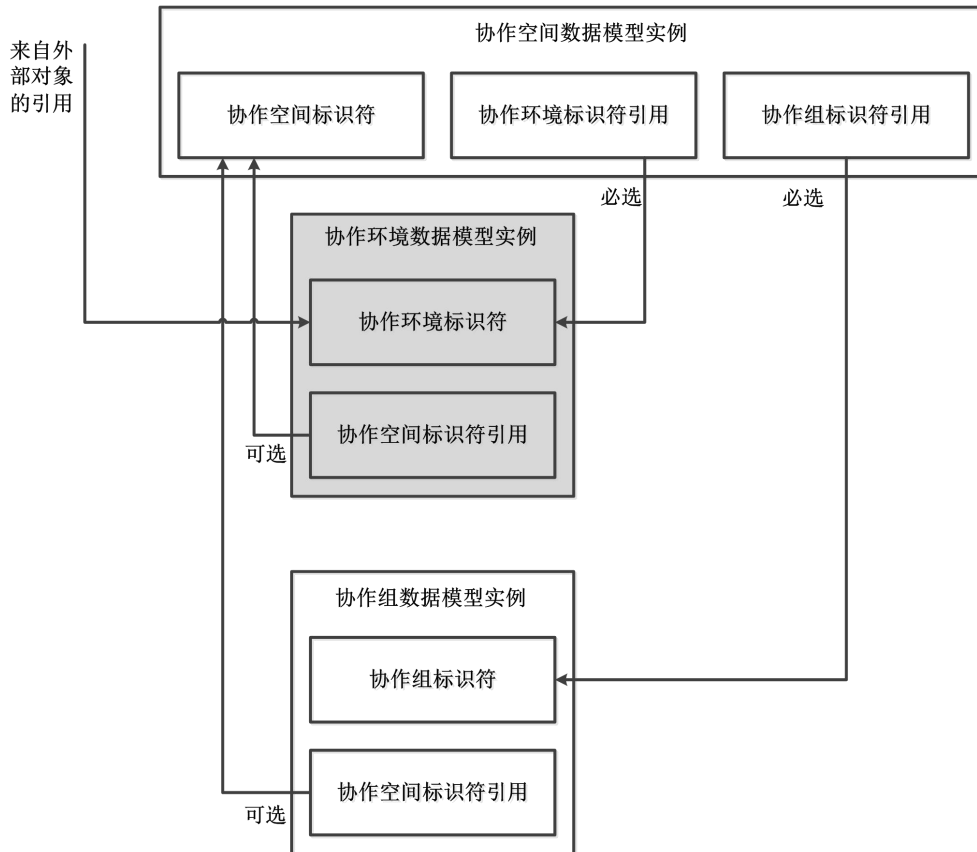 协作空间数据模型实例
来自外
部对象
的引用
协作空间标识符
协作环境标识符引用
协作组标识符引用
必选
必选
协作环境数据模型实例
协作环境标识符
协作空间标识符引用
可选
协作组数据模型实例
协作组标识符
协作空间标识符引用
可选